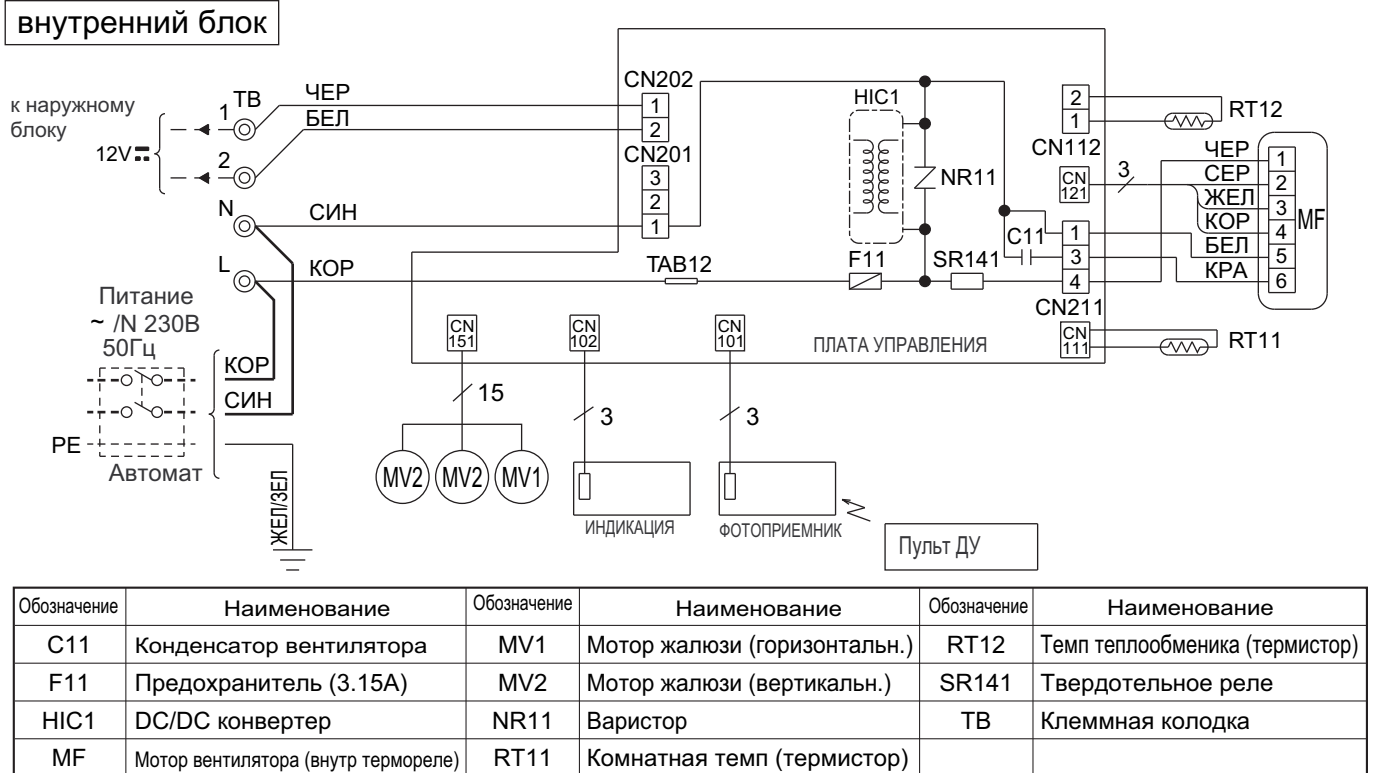 внутренний блок
к наружному
блоку
12V
1
TB
2
N
L
ЧЕР
БЕЛ
СИН
КОР
CN202
1
2
CN201
3
2
1
TAB12
HIC1
NR11
F11
SR141
C11
2
1
CN112
RT12
CN
121
3
1
3
4
CN211
CN
111
RT11
ЧЕР
СЕР
ЖЕЛ
КОР
БЕЛ
КРА
1
2
3
4
5
6
MF
Питание
~ /N 230В
50Гц
КОР
СИН
PE
Автомат
ЖЕЛ/ЗЕЛ
CN
151
CN
102
CN
101
ПЛАТА УПРАВЛЕНИЯ
15
3
3
MV2
MV2
MV1
ИНДИКАЦИЯ
ФОТОПРИЕМНИК
Пульт ДУ
Обозначение Наименование Обозначение Наименование Обозначение Наименование
C11 Конденсатор вентилятора MV1 Мотор жалюзи (горизонтальн.) RT12 Темп теплообменика (термистор)
F11 Предохранитель (3.15А) MV2 Мотор жалюзи (вертикальн.) SR141 Твердотельное реле
HIC1 DC/DC конвертер NR11 Варистор TB Клеммная колодка
MF Мотор вентилятора (внутр термореле) RT11 Комнатная темп (термистор)